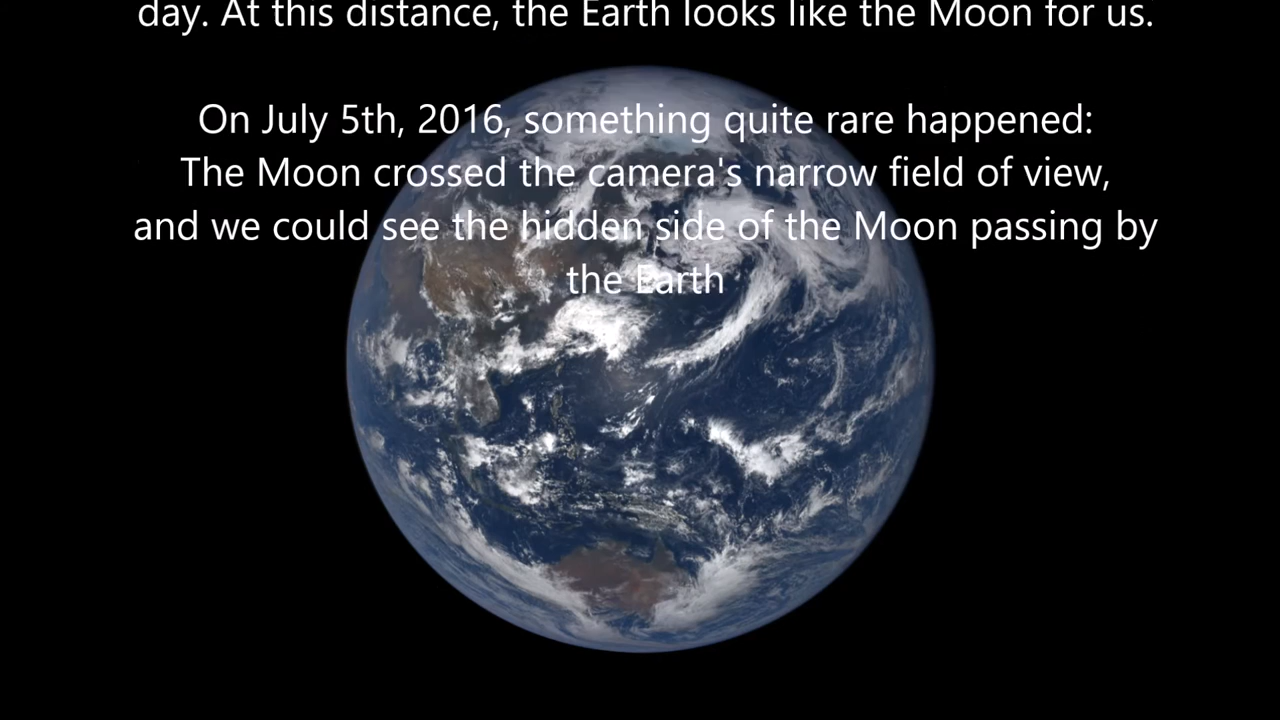 day. At this distance, the Earth looks like the Moon for us.
On July 5th, 2016, something quite rare happened:
The Moon crossed the camera's narrow field of view,
and we could see the hidden side of the Moon passing by
the Earth